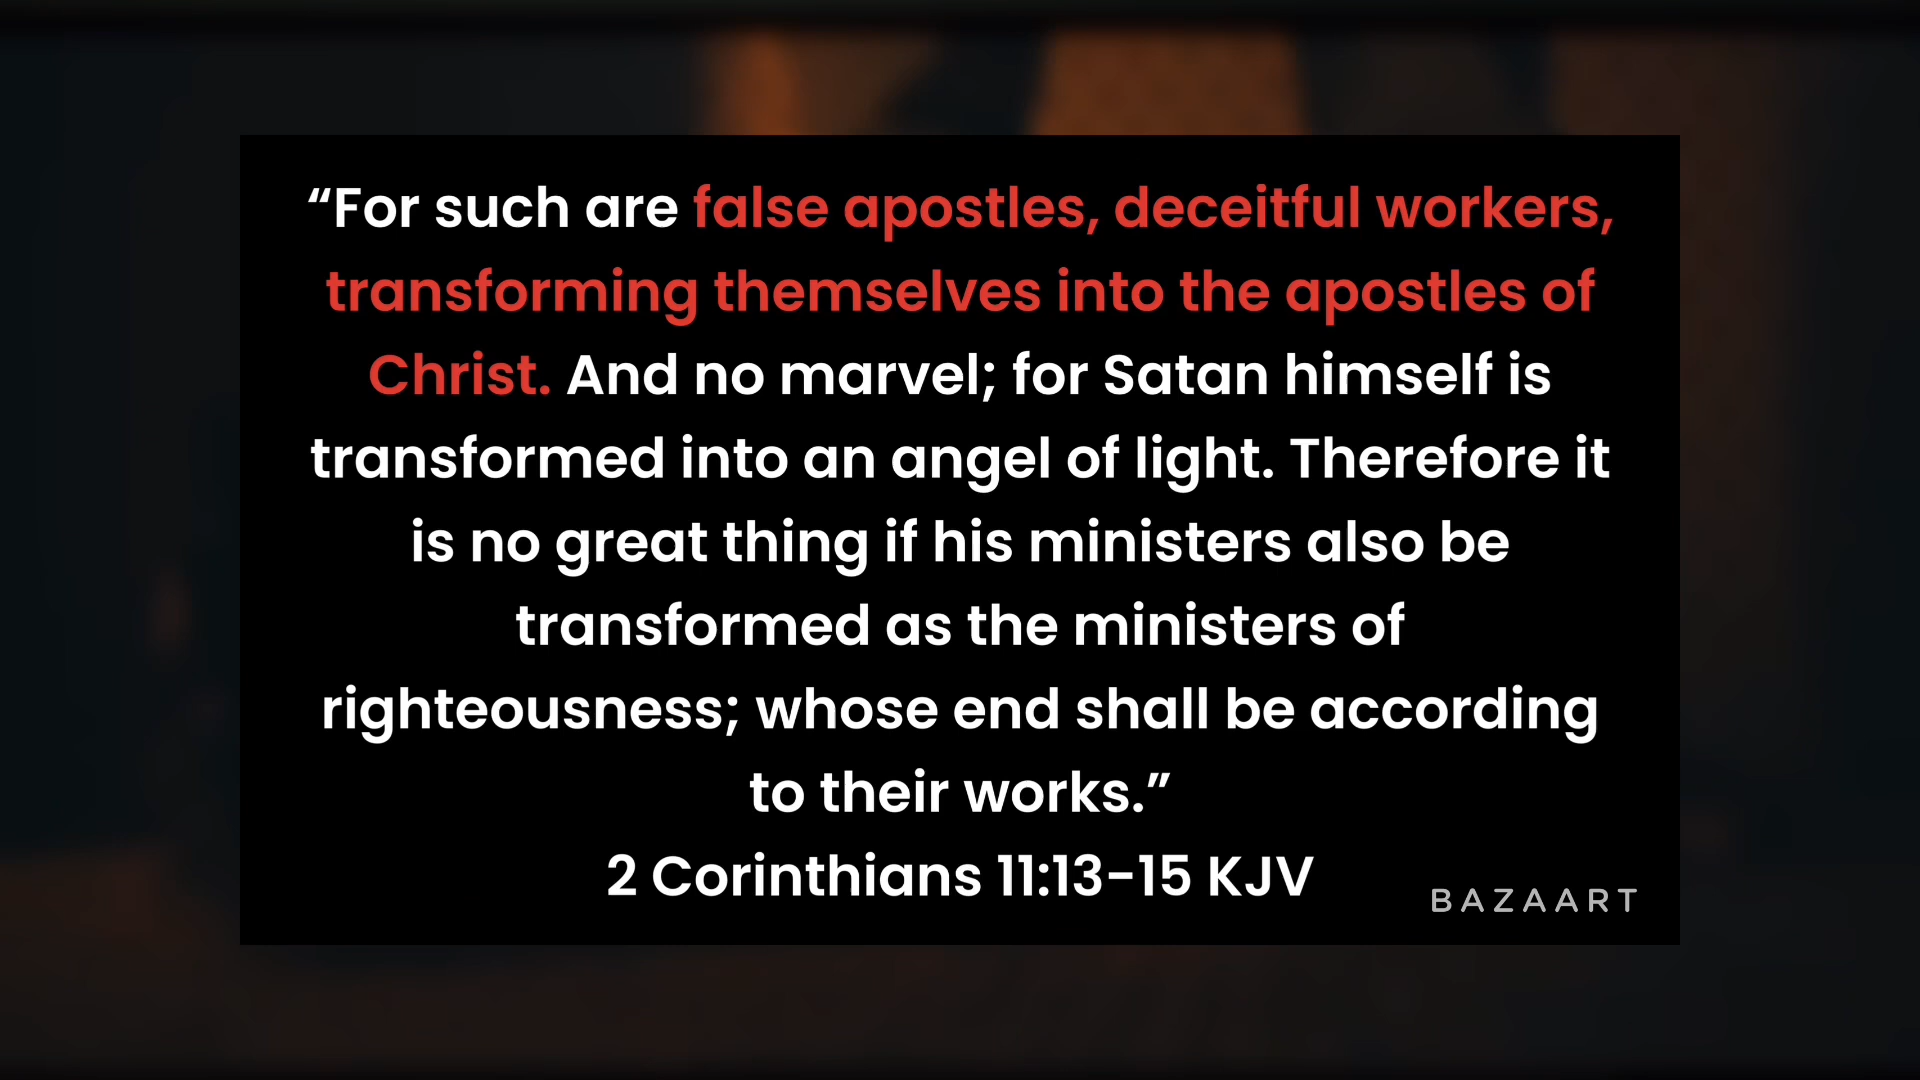 “For such are false apostles, deceitful workers,
transforming themselves into the apostles of
Christ. And no marvel; for Satan himself is
transformed into an angel of light. Therefore it
is no great thing if his ministers also be
transformed as the ministers of
righteousness; whose end shall be according
to their works.”
2 Corinthians 11:13-15 KJV
BAZAART